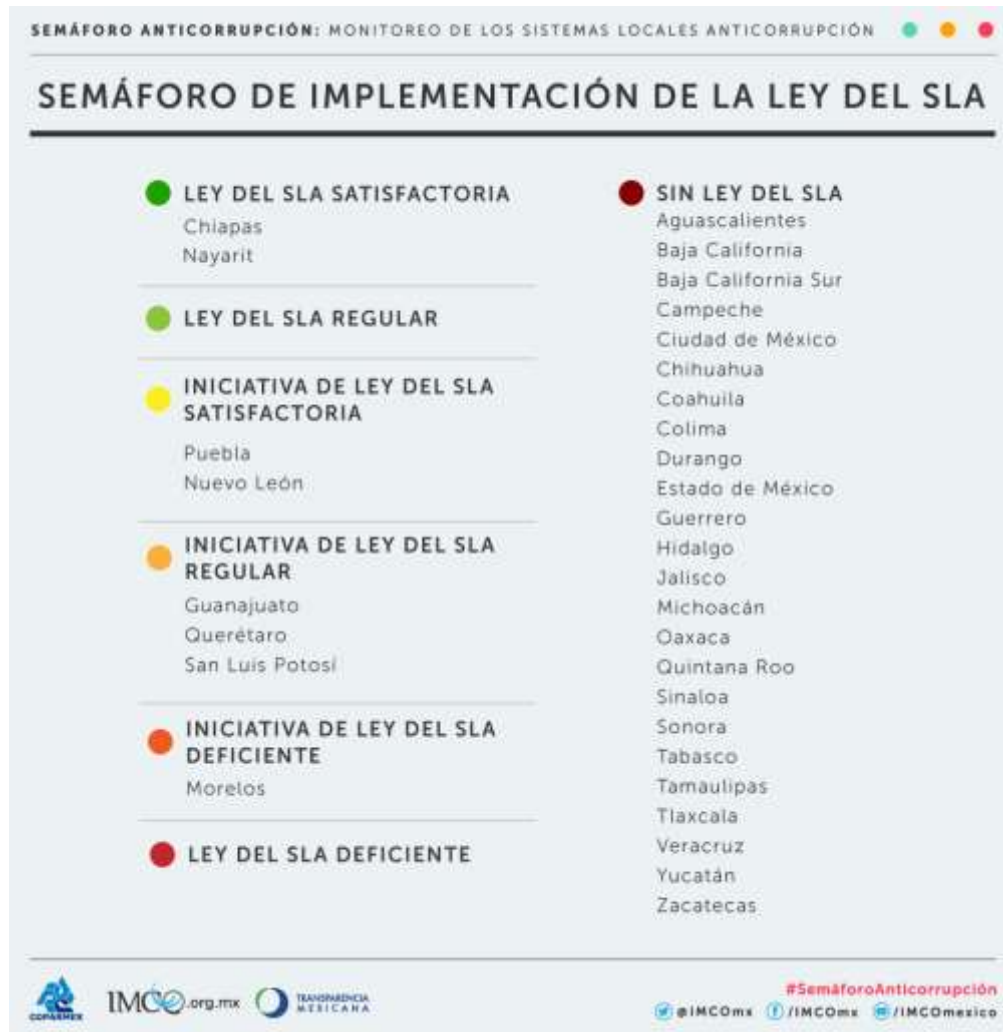 SEMÁFORO ANTICORRUPCIÓN: MONITOREO DE LOS SISTEMAS LOCALES ANTICORRUPCIÓN
SEMÁFORO DE IMPLEMENTACIÓN DE LA LEY DEL SLA
LEY DEL SLA SATISFACTORIA
Chiapas
Nayarit
LEY DEL SLA REGULAR
INICIATIVA DE LEY DEL SLA
SATISFACTORIA
Puebla
Nuevo León
INICIATIVA DE LEY DEL SLA
REGULAR
Guanajuato
Querétaro
San Luis Potosí
INICIATIVA DE LEY DEL SLA
DEFICIENTE
Morelos
LEY DEL SLA DEFICIENTE
SIN LEY DEL SLA
Aguascalientes
Baja California
Baja California Sur
Campeche
Ciudad de México
Chihuahua
Coahuila
Colima
Durango
Estado de México
Guerrero
Hidalgo
Jalisco
Michoacán
Oaxaca
Quintana Roo
Sinaloa
Sonora
Tabasco
Tamaulipas
Tlaxcala
Veracruz
Yucatán
Zacatecas
COPARMEX
IMCO.org.mx
TRANSPARENCIA
MEXICANA
#SemáforoAnticorrupción
@IMCOmx /IMCOmx /IMCOmexico